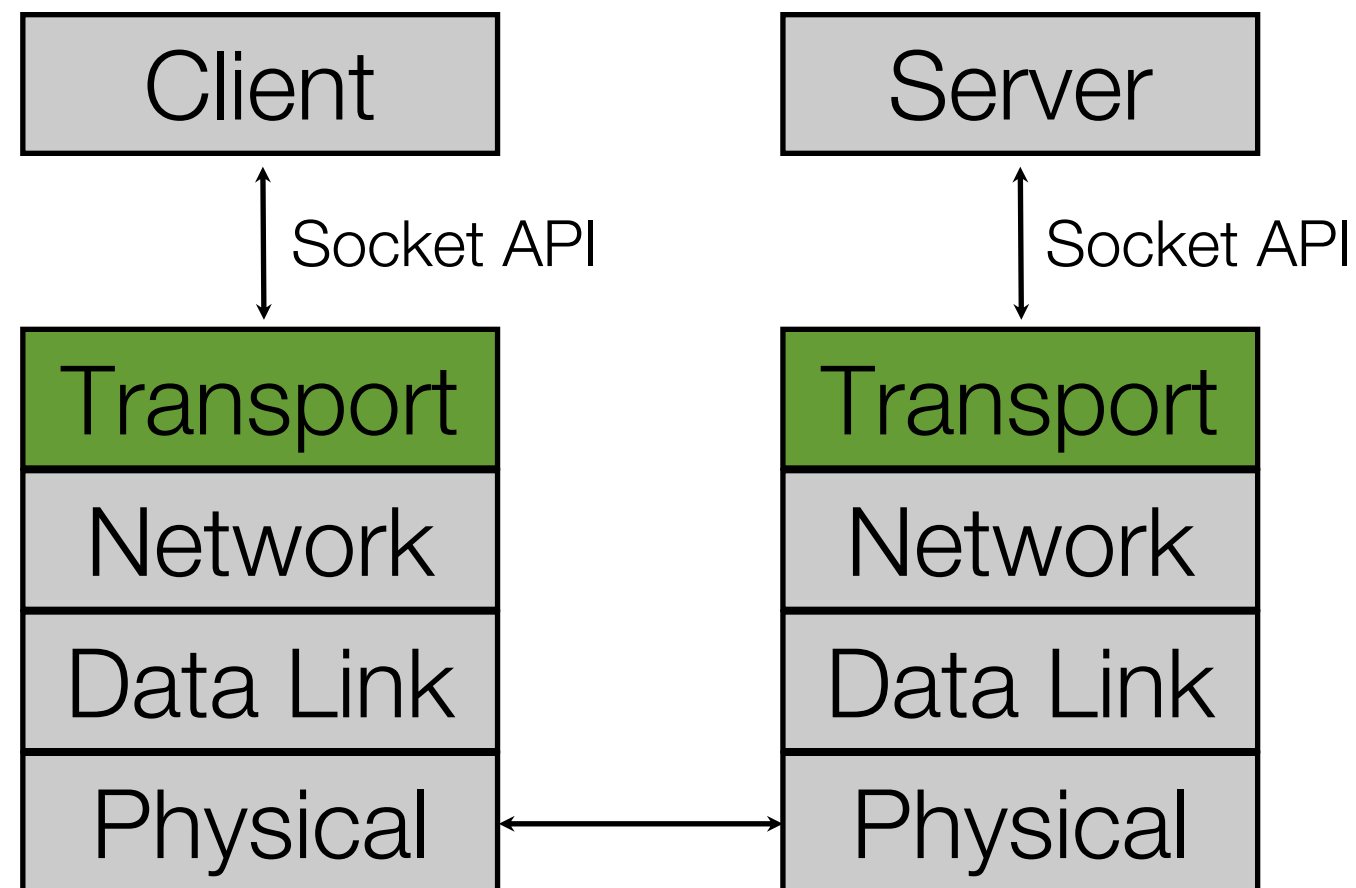 Client
Server
Socket API
Socket API
Transport
Transport
Network
Network
Data Link
Data Link
Physical
Physical